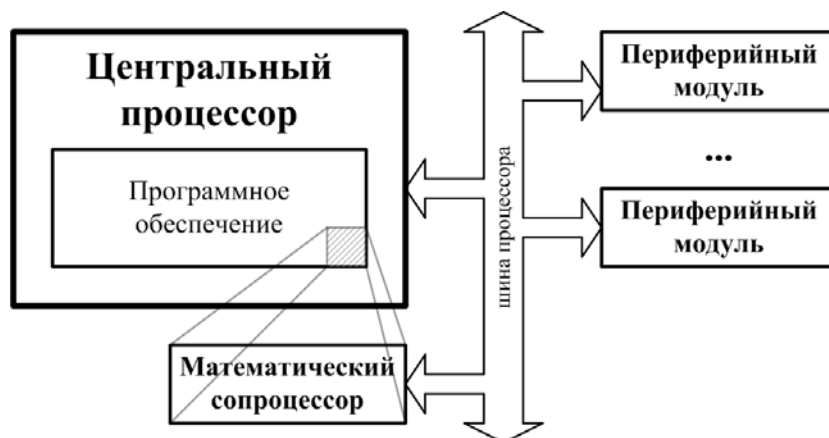 Центральный
процессор
Программное
обеспечение
Математический
сопроцессор
шина процессора
Периферийный
модуль
...
Периферийный
модуль